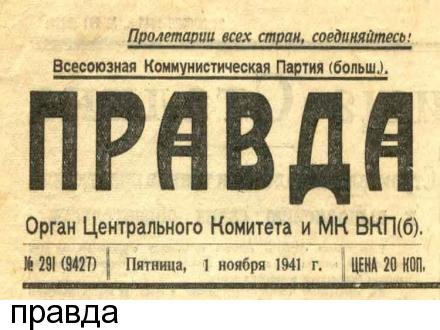 Пролетарии всех стран, соединяйтесь!
Всесоюзная Коммунистическая Партия (больш.).
ПРАВДА
Орган Центрального Комитета и МК ВКП(б).
№ 291 (9427) | Пятница, 1 ноября 1941 г. | ЦЕНА 20 КОП.
правда